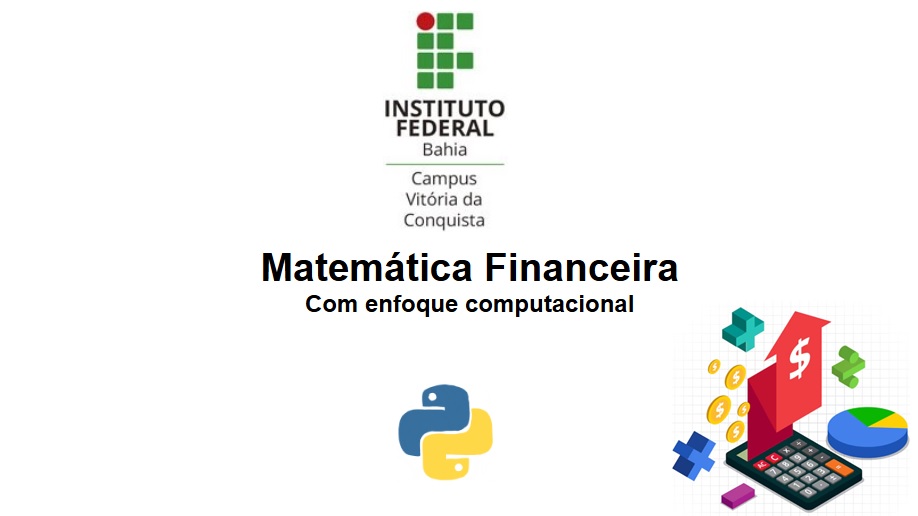 INSTITUTO
FEDERAL
Bahia
Campus
Vitória da
Conquista
Matemática Financeira
Com enfoque computacional
$